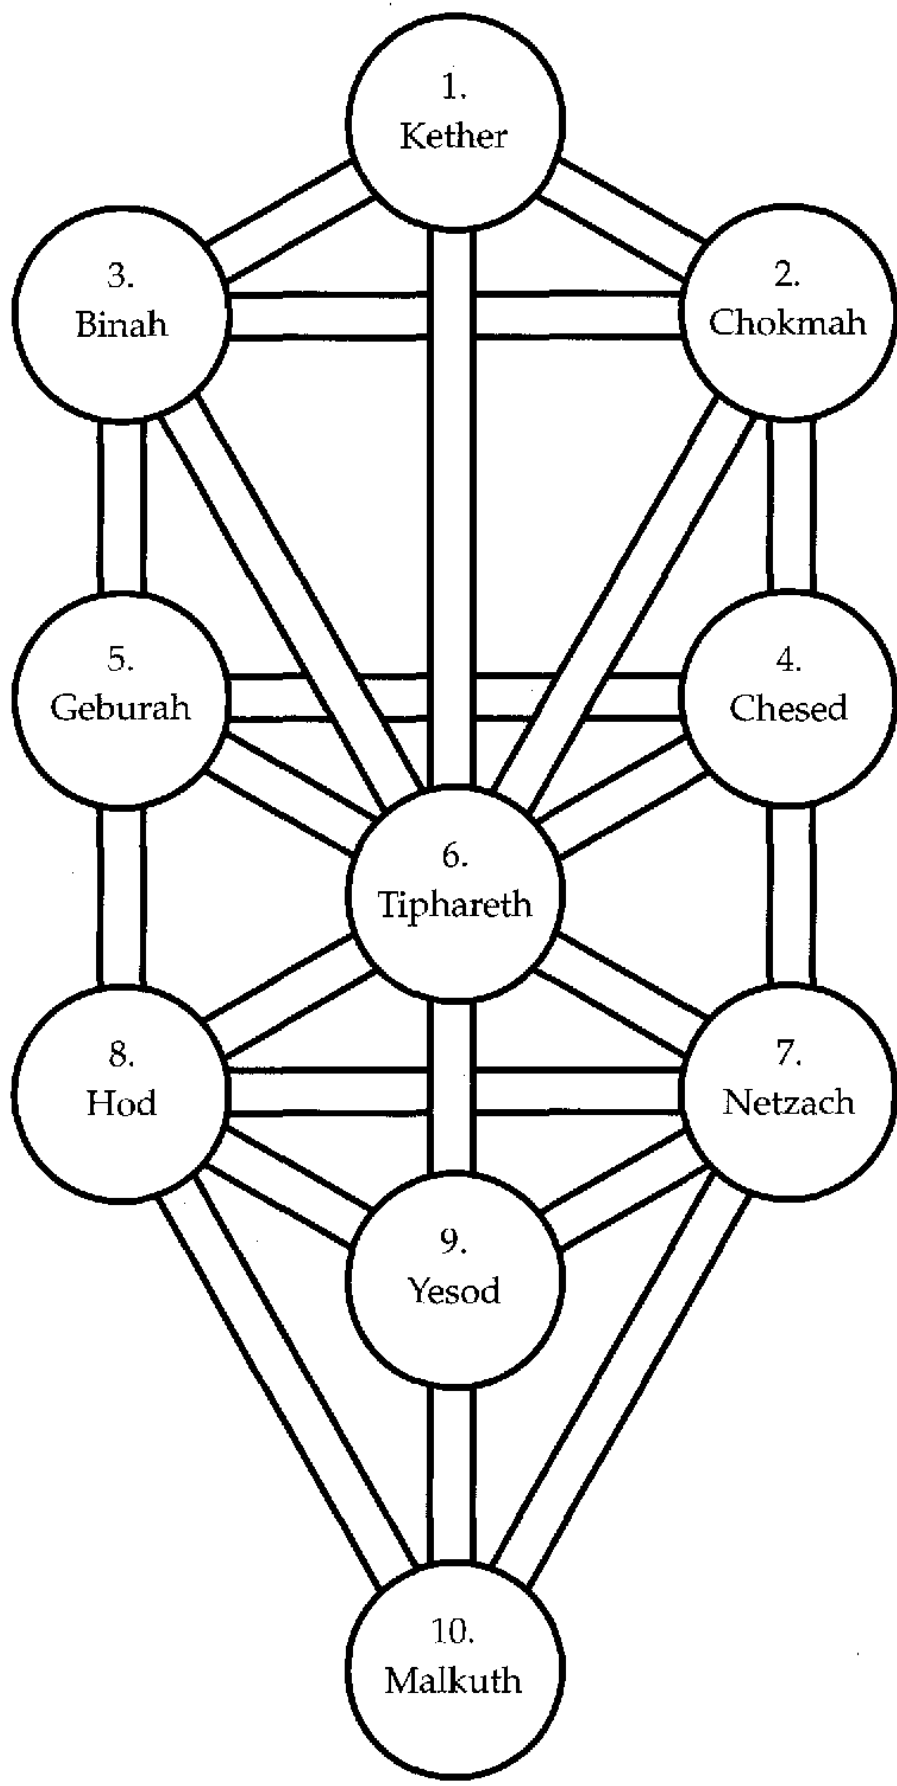 1.
Kether
3.
Binah
2.
Chokmah
5.
Geburah
4.
Chesed
6.
Tiphareth
8.
Hod
7.
Netzach
9.
Yesod
10.
Malkuth